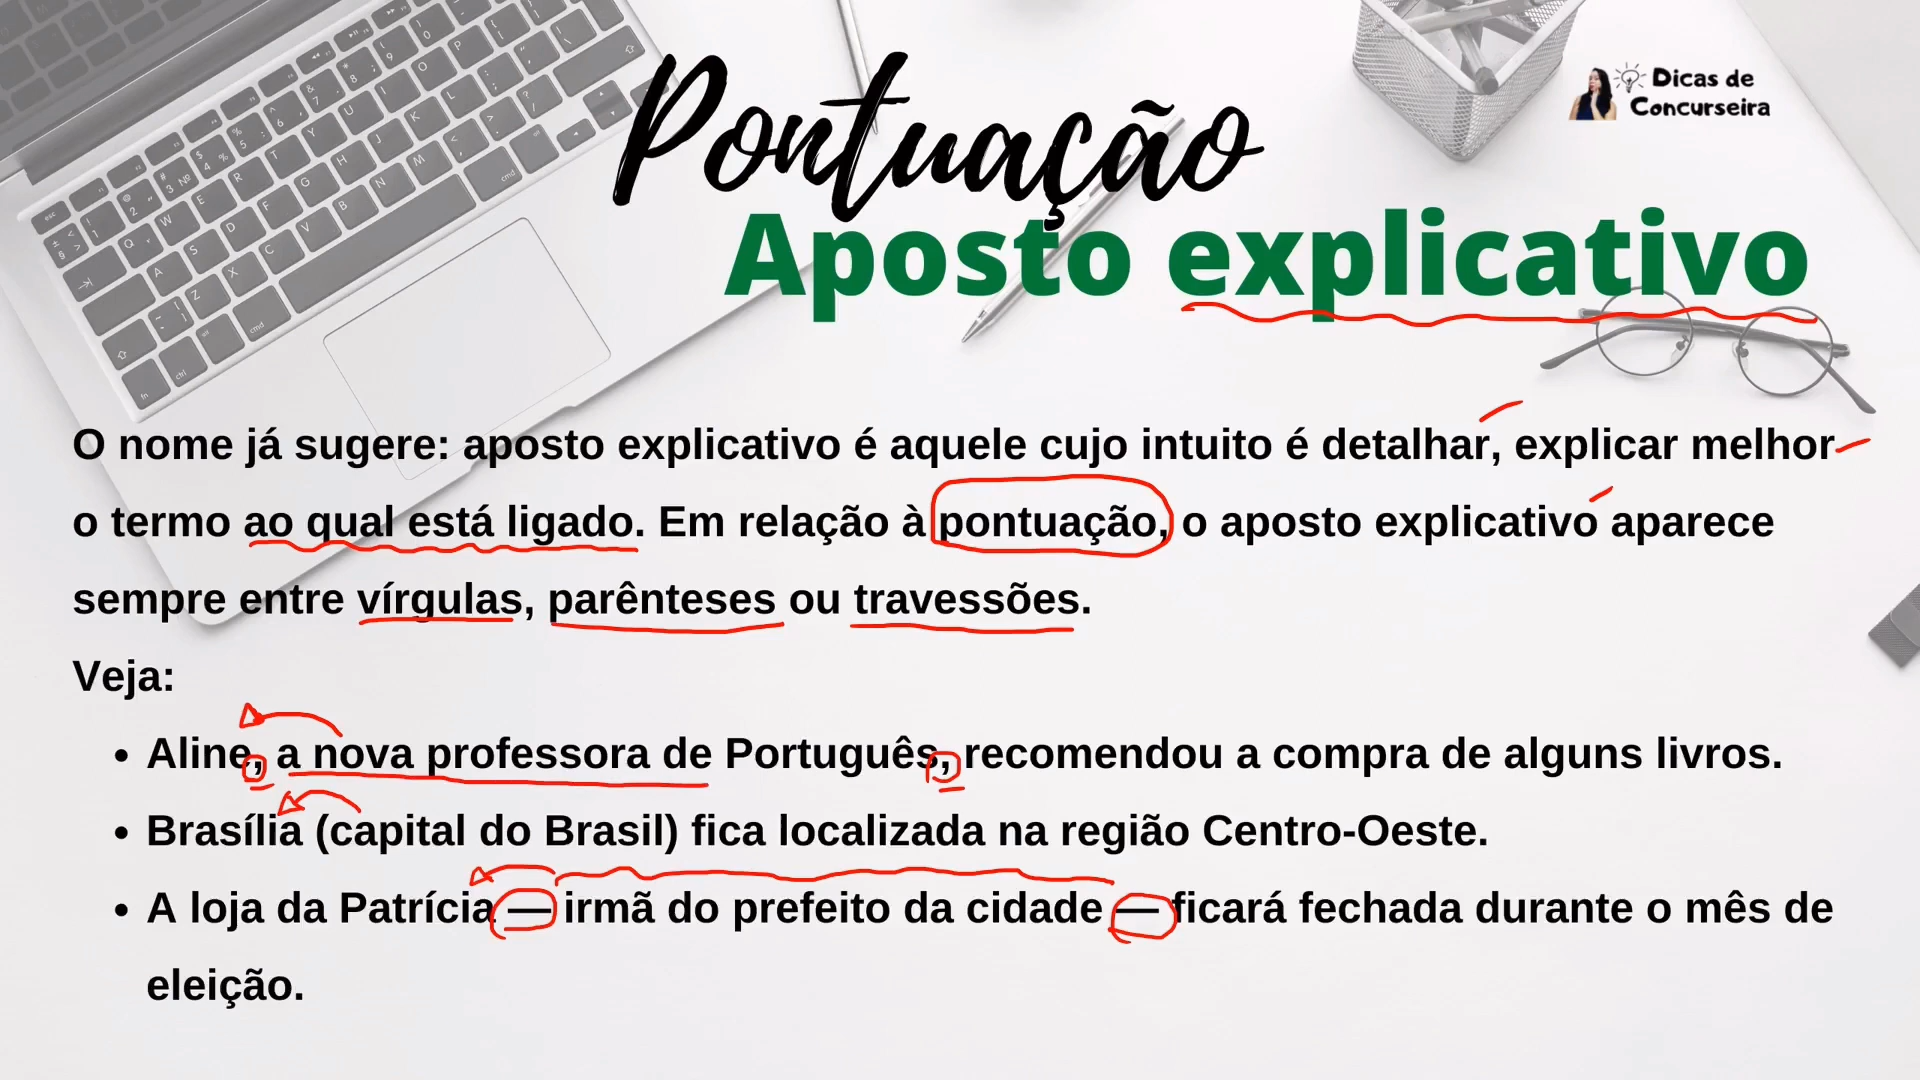 Pontuação
Dicas de
Concurseira
Aposto explicativo
O nome já sugere: aposto explicativo é aquele cujo intuito é detalhar, explicar melhor
o termo ao qual está ligado. Em relação à pontuação, o aposto explicativo aparece
sempre entre vírgulas, parênteses ou travessões.
Veja:
• Aline, a nova professora de Português, recomendou a compra de alguns livros.
• Brasília (capital do Brasil) fica localizada na região Centro-Oeste.
• A loja da Patrícia — irmã do prefeito da cidade — ficará fechada durante o mês de
eleição.